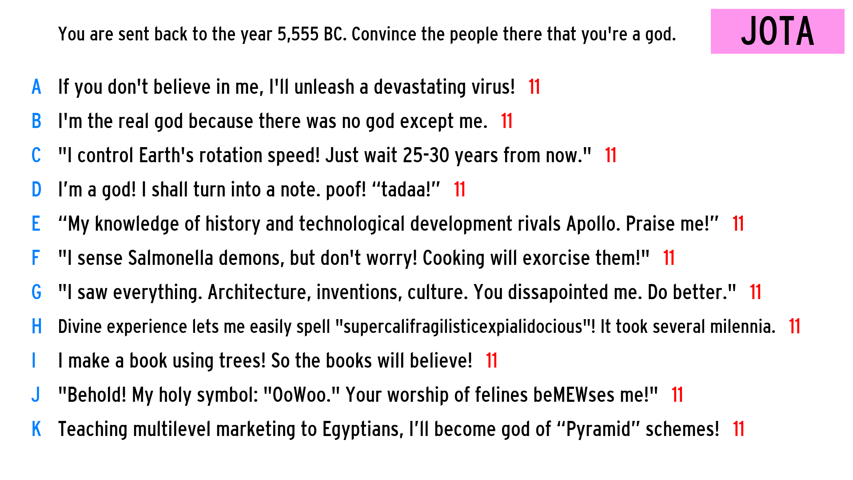 You are sent back to the year 5,555 BC. Convince the people there that you're a god.
JOTA
A If you don't believe in me, I'll unleash a devastating virus! 11
B I'm the real god because there was no god except me. 11
C "I control Earth's rotation speed! Just wait 25-30 years from now." 11
D I’m a god! I shall turn into a note. poof! “tadaa!” 11
E “My knowledge of history and technological development rivals Apollo. Praise me!” 11
F "I sense Salmonella demons, but don't worry! Cooking will exorcise them!" 11
G "I saw everything. Architecture, inventions, culture. You dissapointed me. Do better." 11
H Divine experience lets me easily spell "supercalifragilisticexpialidocious"! It took several milennia. 11
I I make a book using trees! So the books will believe! 11
J "Behold! My holy symbol: "OoWoo." Your worship of felines beMEWses me!" 11
K Teaching multilevel marketing to Egyptians, I’ll become god of “Pyramid” schemes! 11